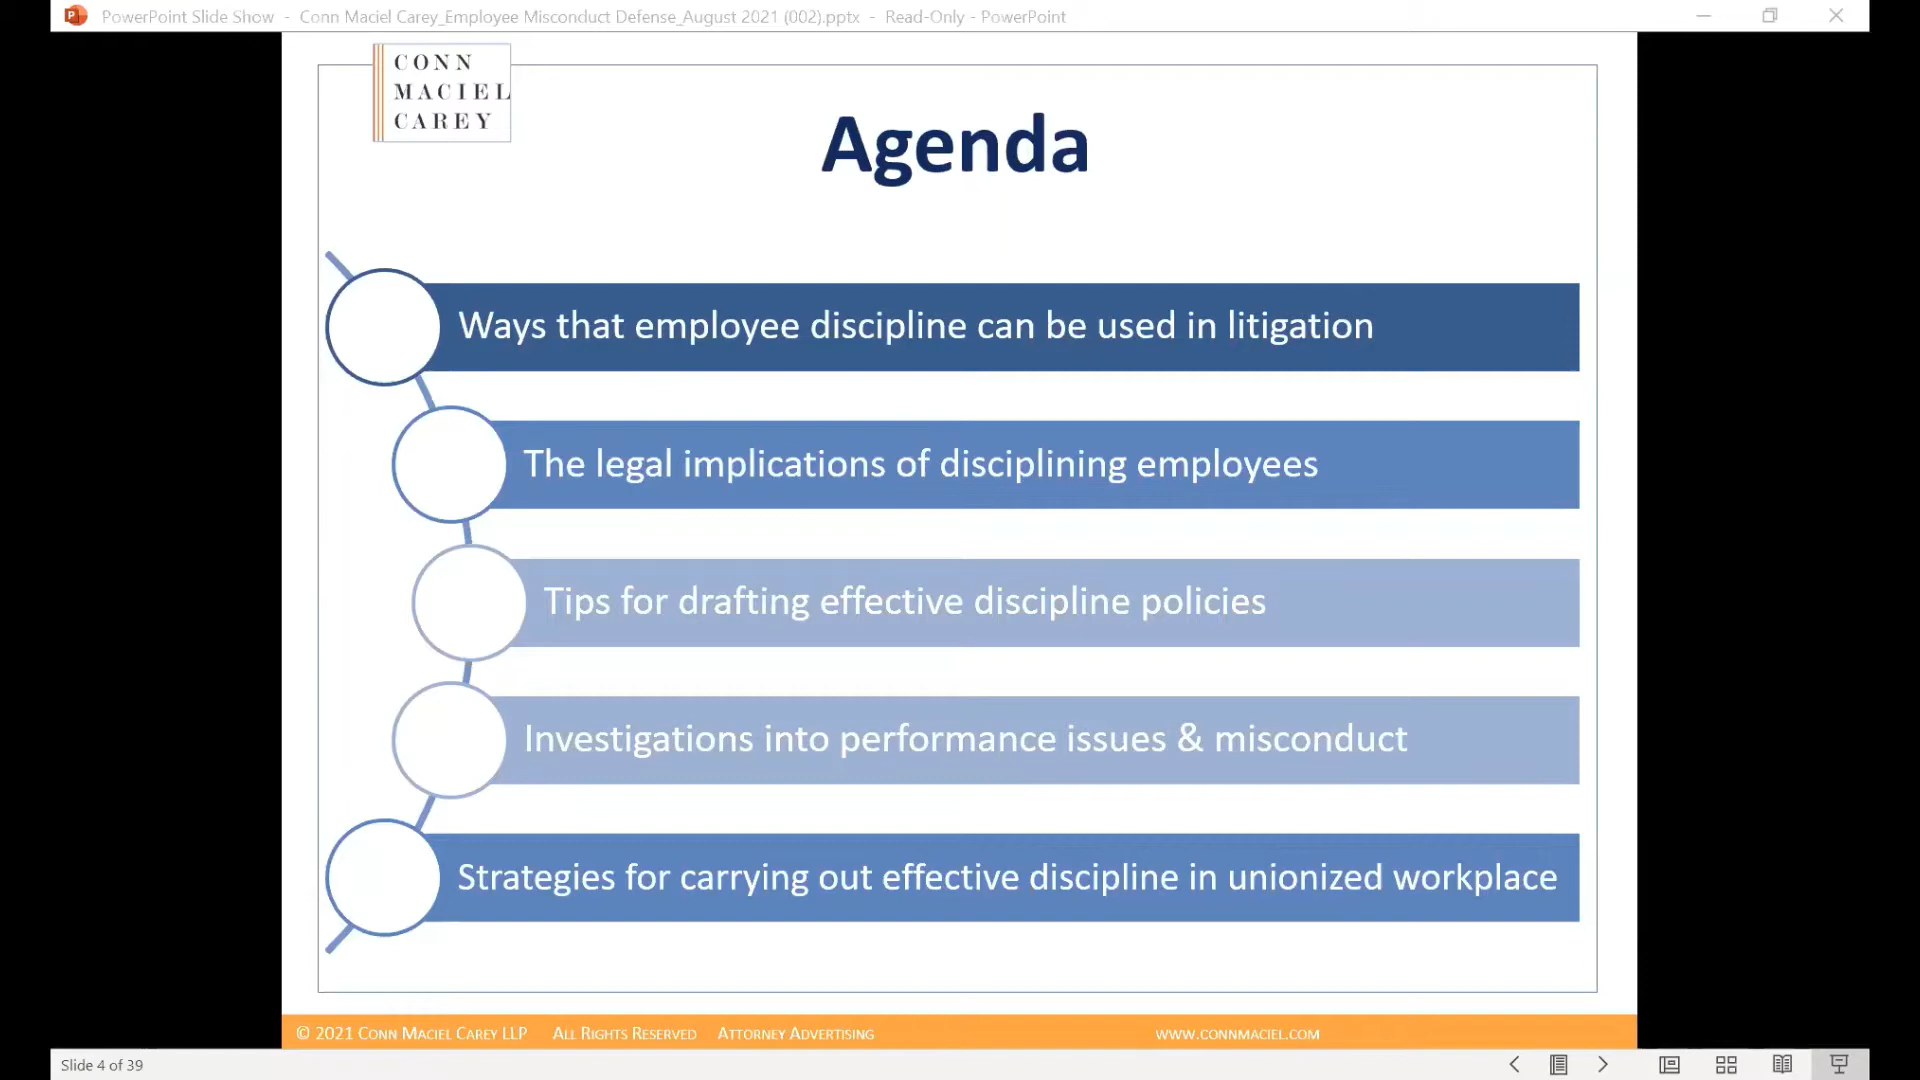 PowerPoint Slide Show - Conn Maciel Carey_Employee Misconduct Defense_August 2021 (002).pptx - Read-Only - PowerPoint
CONN
MACIEL
CAREY
Agenda
Ways that employee discipline can be used in litigation
The legal implications of disciplining employees
Tips for drafting effective discipline policies
Investigations into performance issues & misconduct
Strategies for carrying out effective discipline in unionized workplace
© 2021 CONN MACIEL CAREY LLP ALL RIGHTS RESERVED ATTORNEY ADVERTISING WWW.CONNMACIEL.COM
Slide 4 of 39